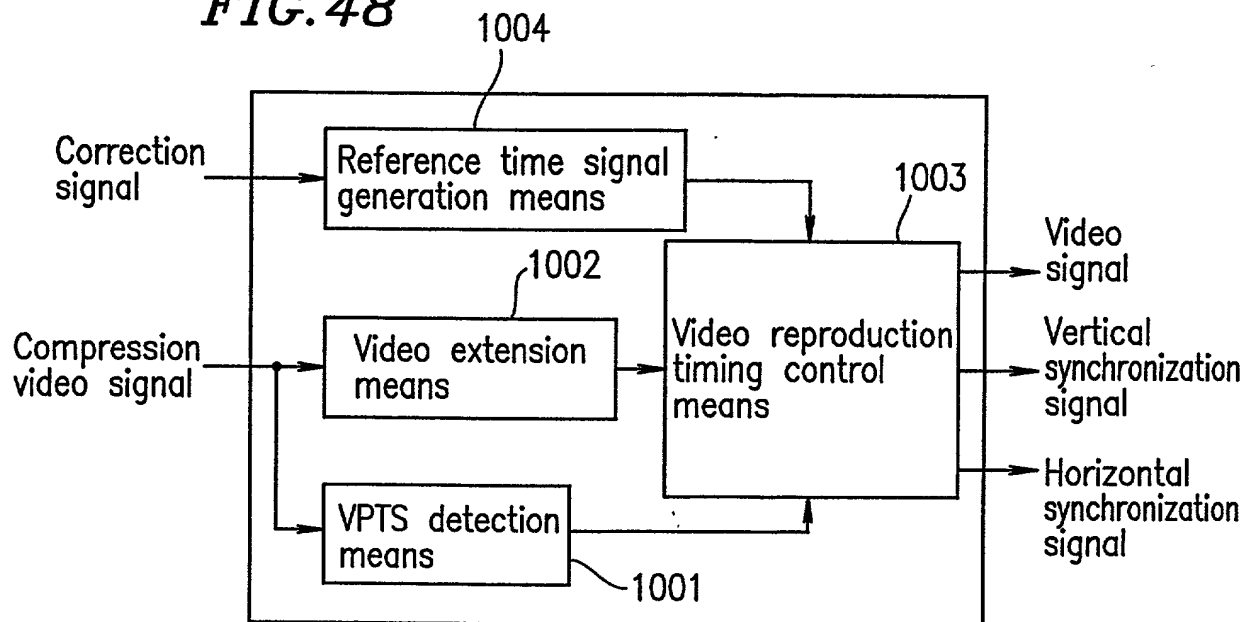 FIG. 48
1004
Correction
signal
Reference time signal
generation means
1003
Video
signal
1002
Compression
video signal
Video extension
means
Video reproduction
timing control
means
Vertical
synchronization
signal
VPTS detection
means
Horizontal
synchronization
signal
1001